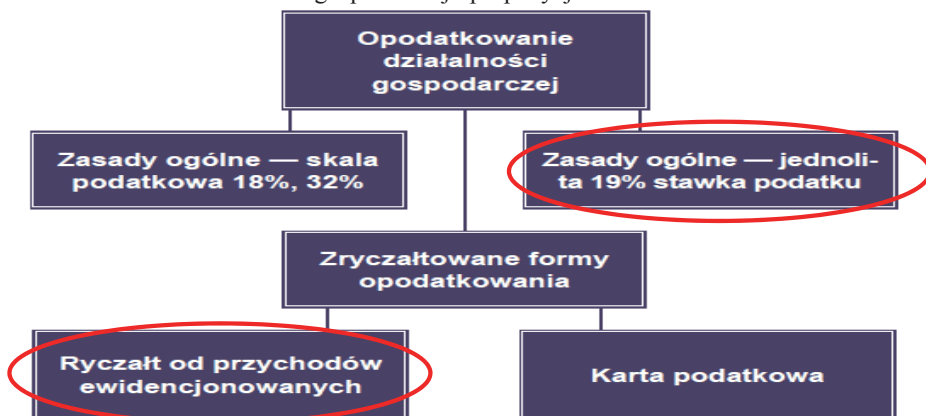 Opodatkowanie
działalności
gospodarczej
Zasady ogólne — skala
podatkowa 18%, 32%
Zasady ogólne — jednoli-
ta 19% stawka podatku
Zryczałtowane formy
opodatkowania
Ryczałt od przychodów
ewidencjonowanych
Karta podatkowa